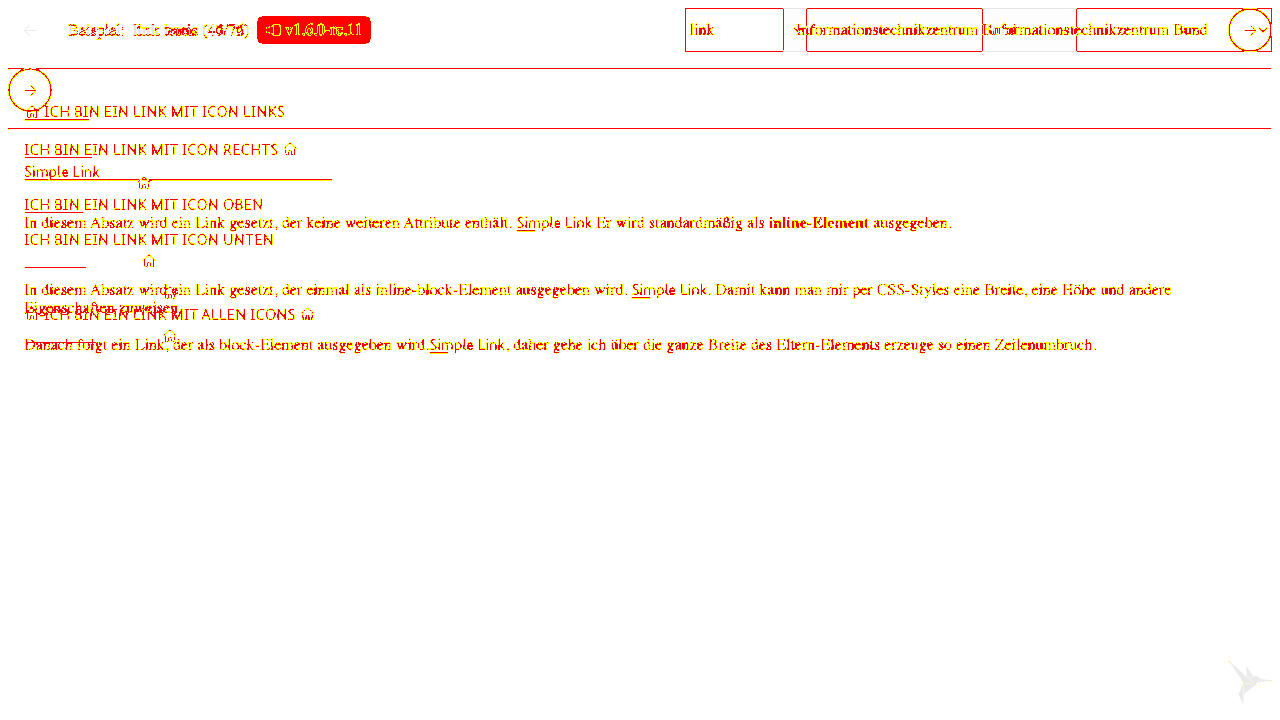 Beispiel: link
v1.6.0-rc.11
link
Informationstechnikzentrum
Informationstechnikzentrum Bund
ICH BIN EIN LINK MIT ICON LINKS
ICH BIN EIN LINK MIT ICON RECHTS
Simple Link
ICH BIN EIN LINK MIT ICON OBEN
In diesem Absatz wird ein Link gesetzt, der keine weiteren Attribute enthält. Simple Link Er wird standardmäßig als inline-Element ausgegeben.
ICH BIN EIN LINK MIT ICON UNTEN
In diesem Absatz wird ein Link gesetzt, der einmal als inline-block-Element ausgegeben wird. Simple Link. Damit kann man mir per CSS-Styles eine Breite, eine Höhe und andere
Eigenschaften zuweisen.
ICH BIN EIN LINK MIT ALLEN ICONS
Danach folgt ein Link, der als block-Element ausgegeben wird.Simple Link, daher gehe ich über die ganze Breite des Eltern-Elements erzeuge so einen Zeilenumbruch.